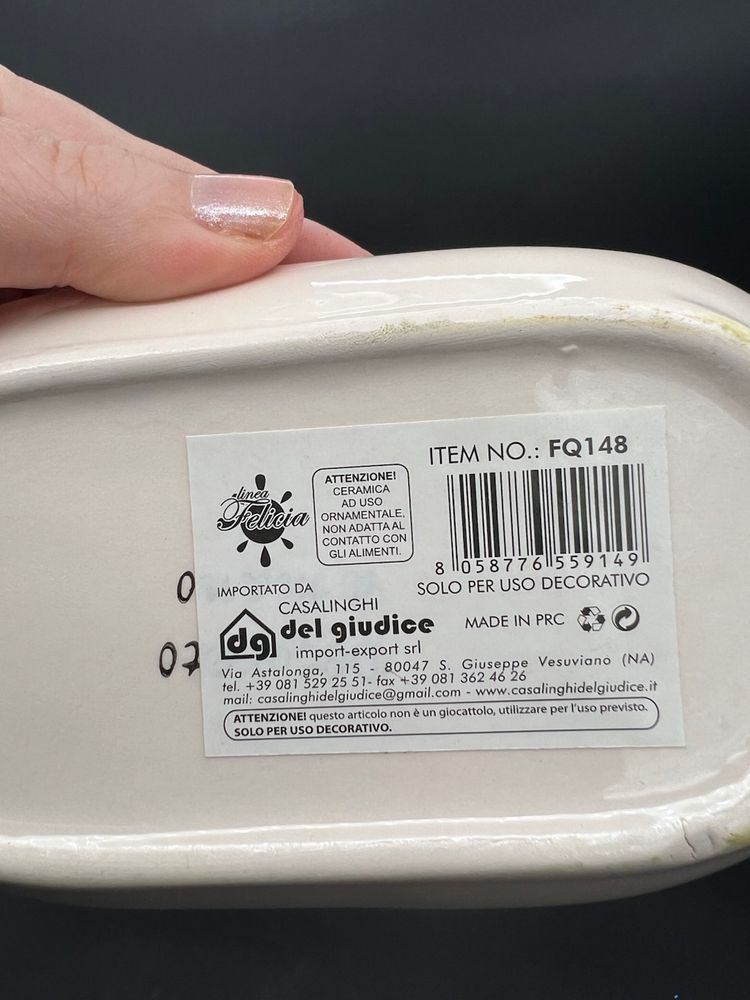 ITEM NO.: FQ148
linea
Felicia
ATTENZIONE!
CERAMICA
AD USO
ORNAMENTALE,
NON ADATTA AL
CONTATTO CON
GLI ALIMENTI.
8 058776 559149
SOLO PER USO DECORATIVO
IMPORTATO DA
CASALINGHI
dg del giudice
import-export srl
MADE IN PRC
Via Astalonga, 115 - 80047 S. Giuseppe Vesuviano (NA)
tel. +39 081 529 25 51- fax +39 081 362 46 26
mail: casalinghidelgiudice@gmail.com - www.casalinghidelgiudice.it
ATTENZIONE! questo articolo non è un giocattolo, utilizzare per l'uso previsto.
SOLO PER USO DECORATIVO.
0
07